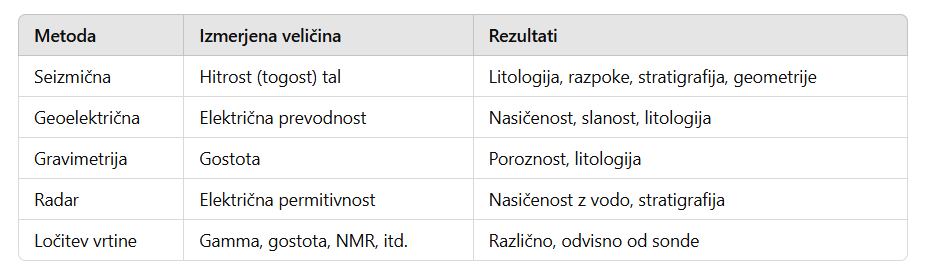 Metoda Izmerjena veličina Rezultati
Seizmična Hitrost (togost) tal Litologija, razpoke, stratigrafija, geometrije
Geoelektrična Električna prevodnost Nasičenost, slanost, litologija
Gravimetrija Gostota Poroznost, litologija
Radar Električna permitivnost Nasičenost z vodo, stratigrafija
Ločitev vrtine Gamma, gostota, NMR, itd. Različno, odvisno od sonde